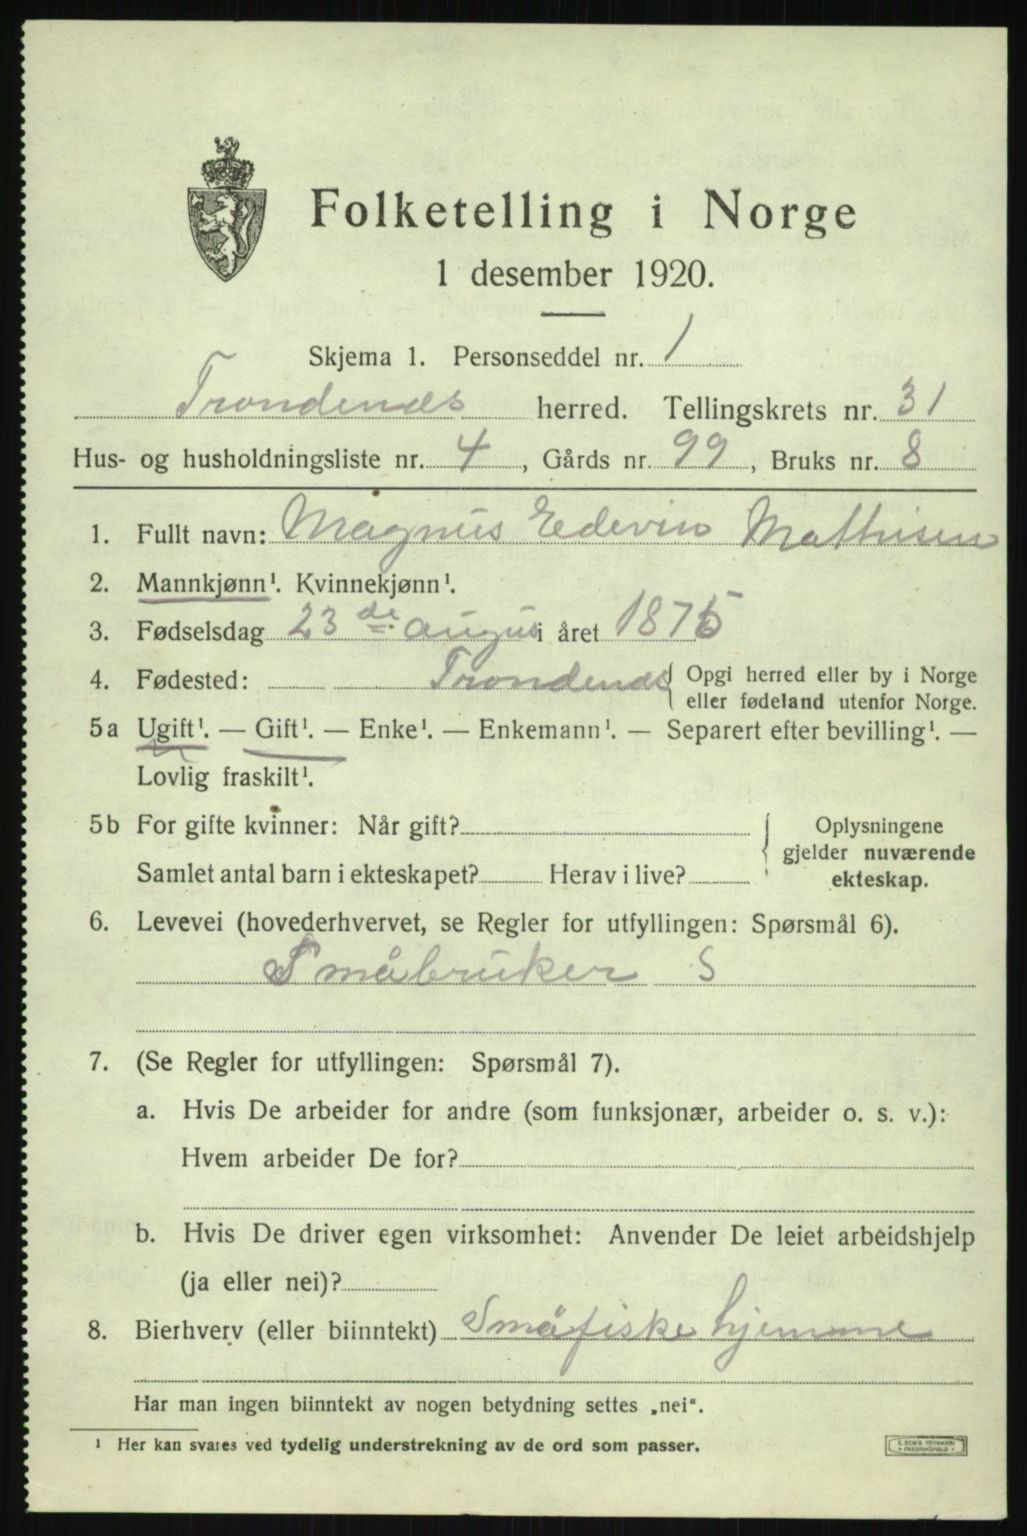 Folketelling i Norge
1 desember 1920.
Skjema 1. Personseddel nr. 1
Trondenes herred. Tellingskrets nr. 31
Hus- og husholdningsliste nr. 4, Gårds nr. 99, Bruks nr. 8
1. Fullt navn: Magnus Edevin Mathisen
2. Mannkjønn¹. Kvinnekjønn¹.
3. Fødselsdag 23de augus i året 1875
4. Fødested: Trondenes { Opgi herred eller by i Norge
eller fødeland utenfor Norge.
5a Ugift¹. — Gift¹. — Enke¹. — Enkemann¹. — Separert efter bevilling¹. —
Lovlig fraskilt¹.
5b For gifte kvinner: Når gift? { Oplysningene
gjelder nuværende
Samlet antal barn i ekteskapet? Herav i live? ekteskap.
6. Levevei (hovederhvervet, se Regler for utfyllingen: Spørsmål 6).
Småbruker S
7. (Se Regler for utfyllingen: Spørsmål 7).
a. Hvis De arbeider for andre (som funksjonær, arbeider o. s. v.):
Hvem arbeider De for?
b. Hvis De driver egen virksomhet: Anvender De leiet arbeidshjelp
(ja eller nei)?
8. Bierhverv (eller biinntekt) Småfiske hjemme
Har man ingen biinntekt av nogen betydning settes „nei“.
¹ Her kan svares ved tydelig understrekning av de ord som passer.